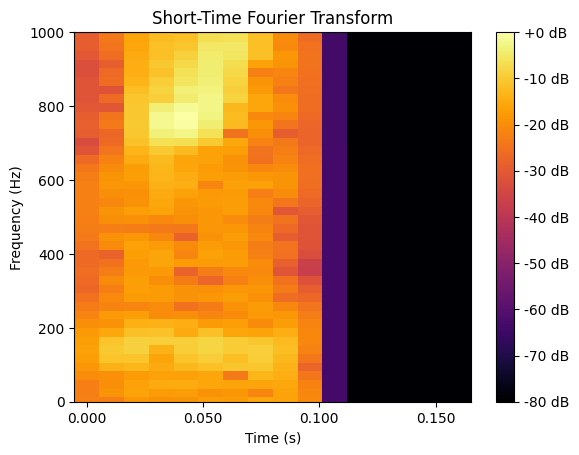 Short-Time Fourier Transform
1000
800
600
400
200
0
Frequency (Hz)
0.000
0.050
0.100
0.150
Time (s)
+0 dB
-10 dB
-20 dB
-30 dB
-40 dB
-50 dB
-60 dB
-70 dB
-80 dB